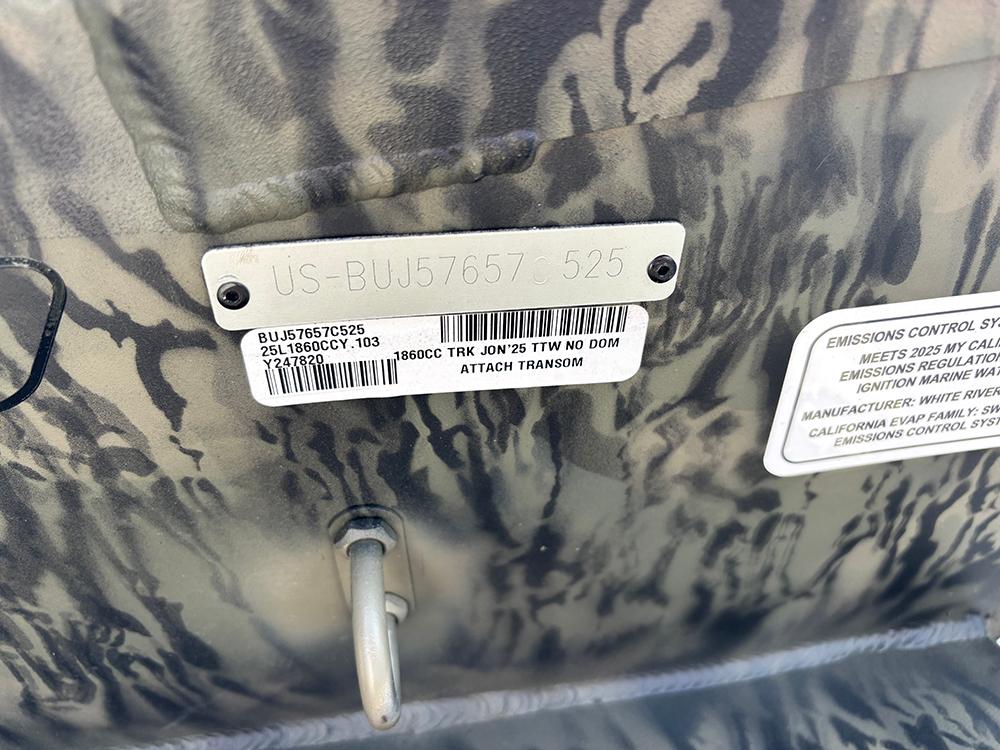 US-BUJ57657C525
BUJ57657C525
25L1860CCY.103
Y247820
1860CC TRK JON'25 TTW NO DOM
ATTACH TRANSOM
EMISSIONS CONTROL SY
MEETS 2025 MY CALI
EMISSIONS REGULATION
IGNITION MARINE WAT
MANUFACTURER: WHITE RIVER
CALIFORNIA EVAP FAMILY: SW
EMISSIONS CONTROL SYST